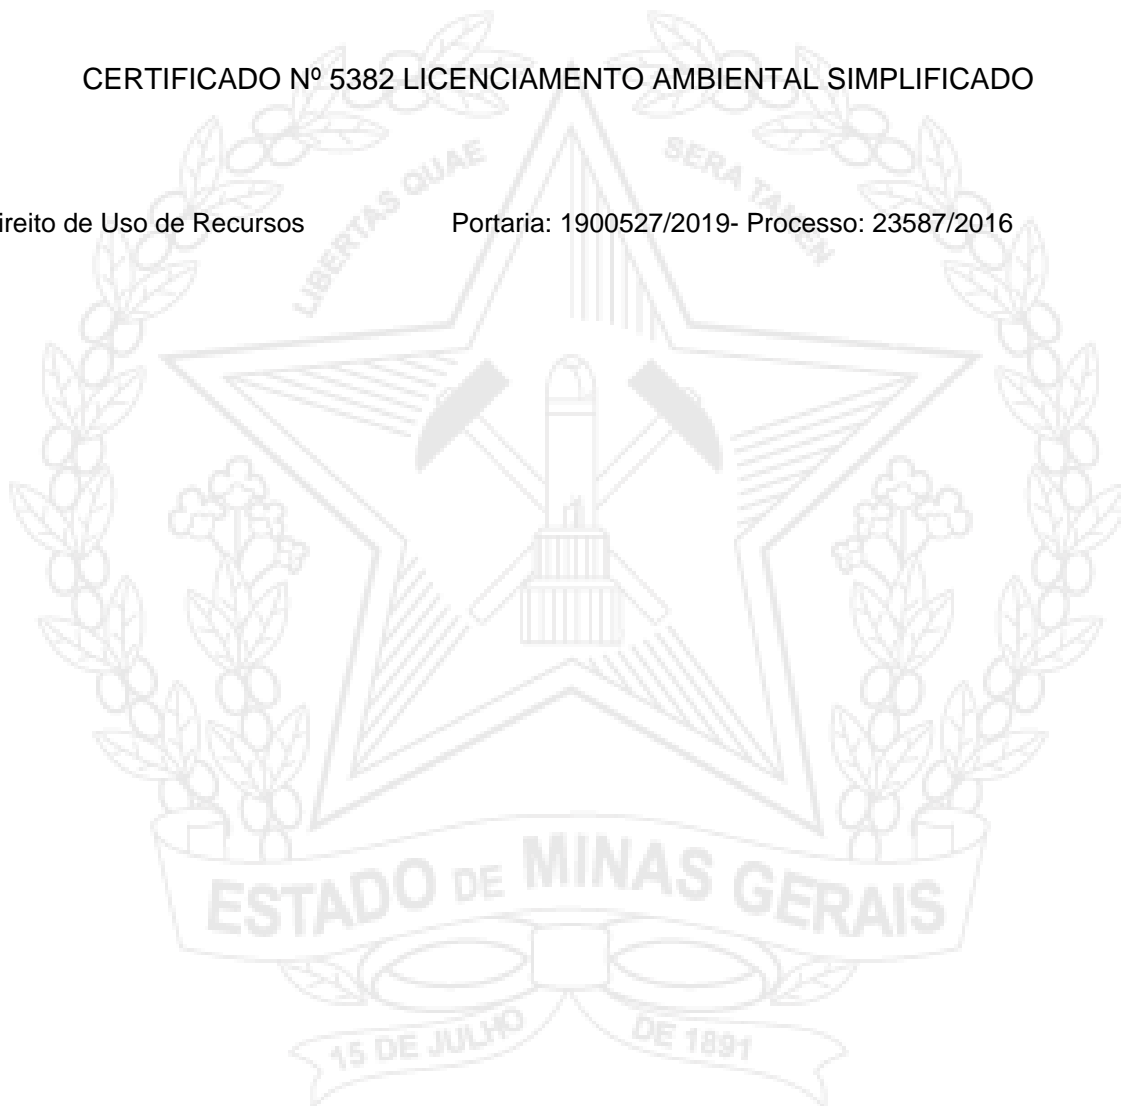 CERTIFICADO Nº 5382 LICENCIAMENTO AMBIENTAL SIMPLIFICADO
LIBERTAS QUAE SERA TAMEN
ireito de Uso de Recursos Portaria: 1900527/2019- Processo: 23587/2016
ESTADO DE MINAS GERAIS
15 DE JULHO DE 1891